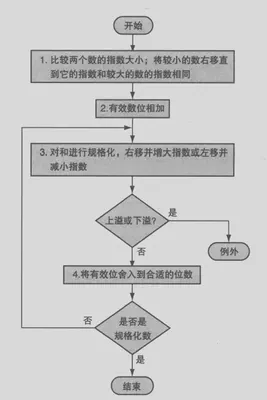 开始
1. 比较两个数的指数大小；将较小的数右移直
到它的指数和较大的数的指数相同
2.有效数位相加
3. 对和进行规格化，右移并增大指数或左移并
减小指数
上溢或下溢?
是
例外
否
4.将有效位舍入到合适的位数
否
是否是
规格化数
是
结束